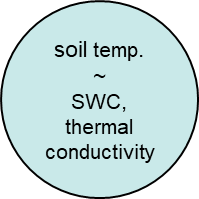 soil temp.
~
SWC,
thermal
conductivity